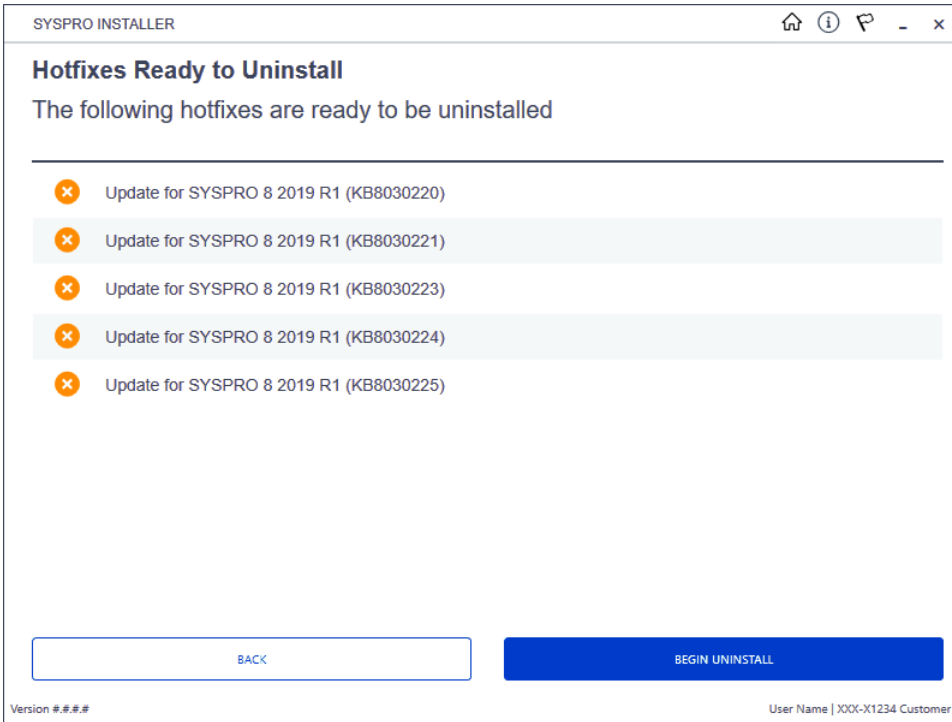 SYSPRO INSTALLER
Hotfixes Ready to Uninstall
The following hotfixes are ready to be uninstalled
Update for SYSPRO 8 2019 R1 (KB8030220)
Update for SYSPRO 8 2019 R1 (KB8030221)
Update for SYSPRO 8 2019 R1 (KB8030223)
Update for SYSPRO 8 2019 R1 (KB8030224)
Update for SYSPRO 8 2019 R1 (KB8030225)
BACK
BEGIN UNINSTALL
Version #.#.#.#
User Name | XXX-X1234 Customer